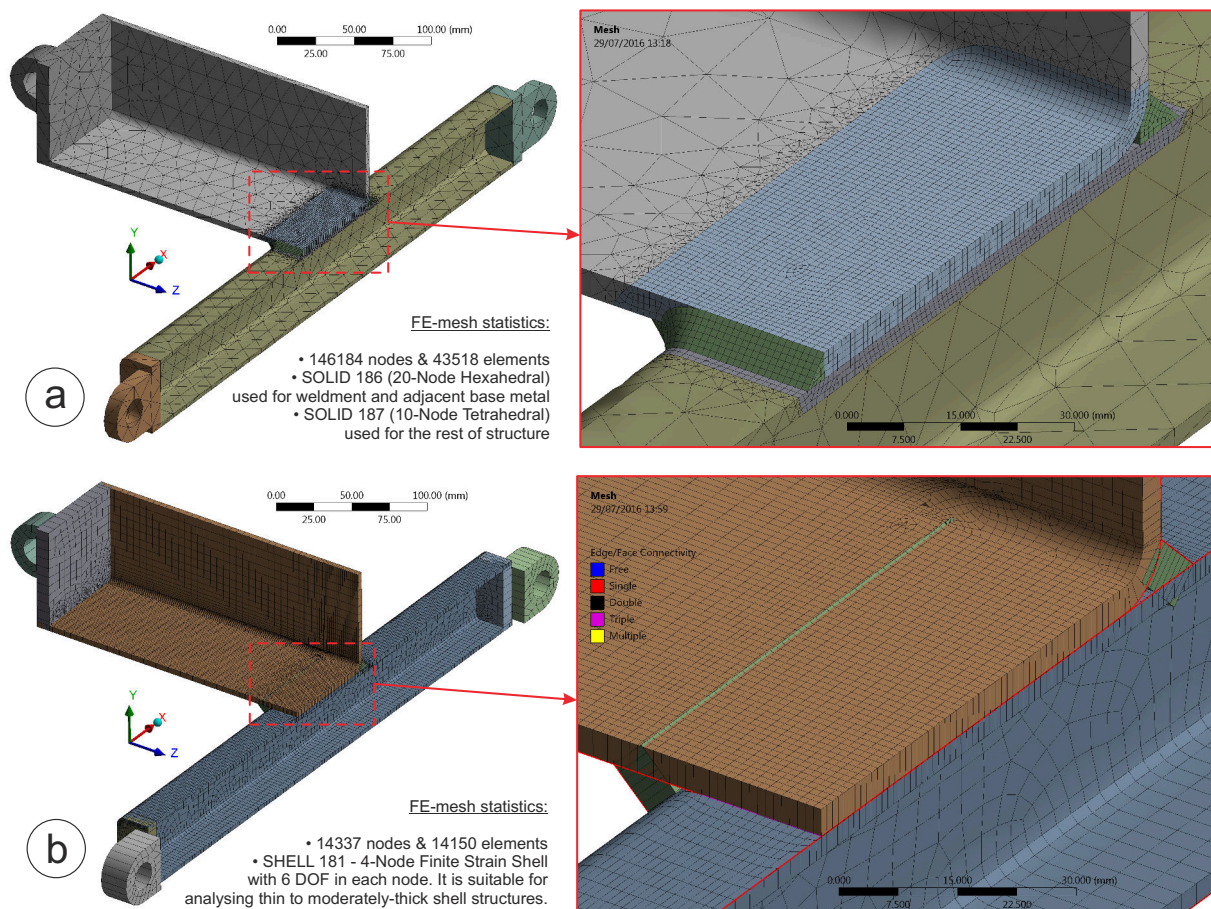 0.00 50.00 100.00 (mm)
25.00 75.00
Mesh
29/07/2016 13:18
Y
X
Z
FE-mesh statistics:
• 146184 nodes & 43518 elements
• SOLID 186 (20-Node Hexahedral)
used for weldment and adjacent base metal
• SOLID 187 (10-Node Tetrahedral)
used for the rest of structure
a
0.000 15.000 30.000 (mm)
7.500 22.500
0.00 50.00 100.00 (mm)
25.00 75.00
Mesh
29/07/2016 13:59
Edge/Face Connectivity
Free
Single
Double
Triple
Multiple
Y
X
Z
FE-mesh statistics:
• 14337 nodes & 14150 elements
• SHELL 181 - 4-Node Finite Strain Shell
with 6 DOF in each node. It is suitable for
analysing thin to moderately-thick shell structures.
b
0.000 15.000 30.000 (mm)
7.500 22.500